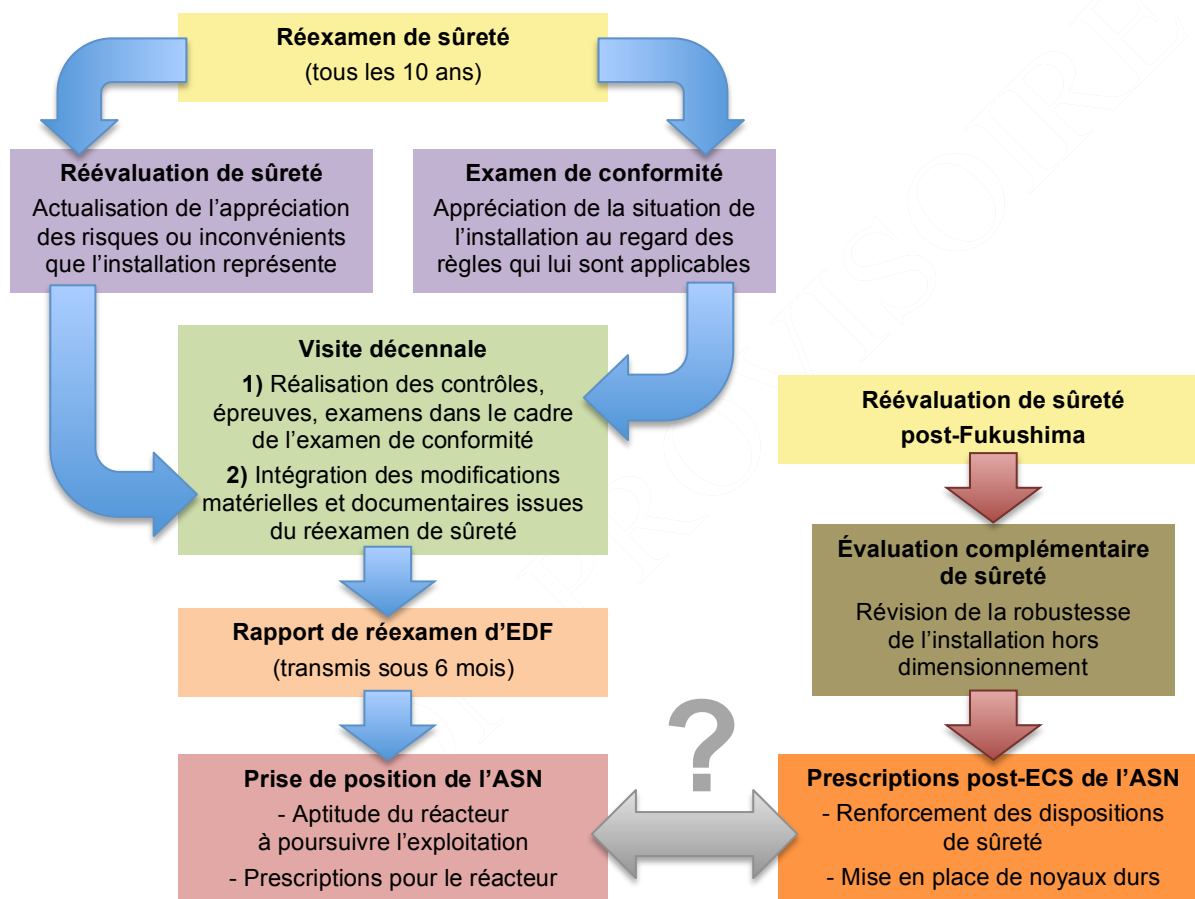 Réexamen de sûreté
(tous les 10 ans)
Réévaluation de sûreté
Actualisation de l’appréciation
des risques ou inconvénients
que l’installation représente
Examen de conformité
Appréciation de la situation de
l’installation au regard des
règles qui lui sont applicables
Visite décennale
1) Réalisation des contrôles,
épreuves, examens dans le cadre
de l’examen de conformité
2) Intégration des modifications
matérielles et documentaires issues
du réexamen de sûreté
Rapport de réexamen d’EDF
(transmis sous 6 mois)
Prise de position de l’ASN
- Aptitude du réacteur
à poursuivre l’exploitation
- Prescriptions pour le réacteur
?
Réévaluation de sûreté
post-Fukushima
Évaluation complémentaire
de sûreté
Révision de la robustesse
de l’installation hors
dimensionnement
Prescriptions post-ECS de l’ASN
- Renforcement des dispositions
de sûreté
- Mise en place de noyaux durs
PROVISOIRE